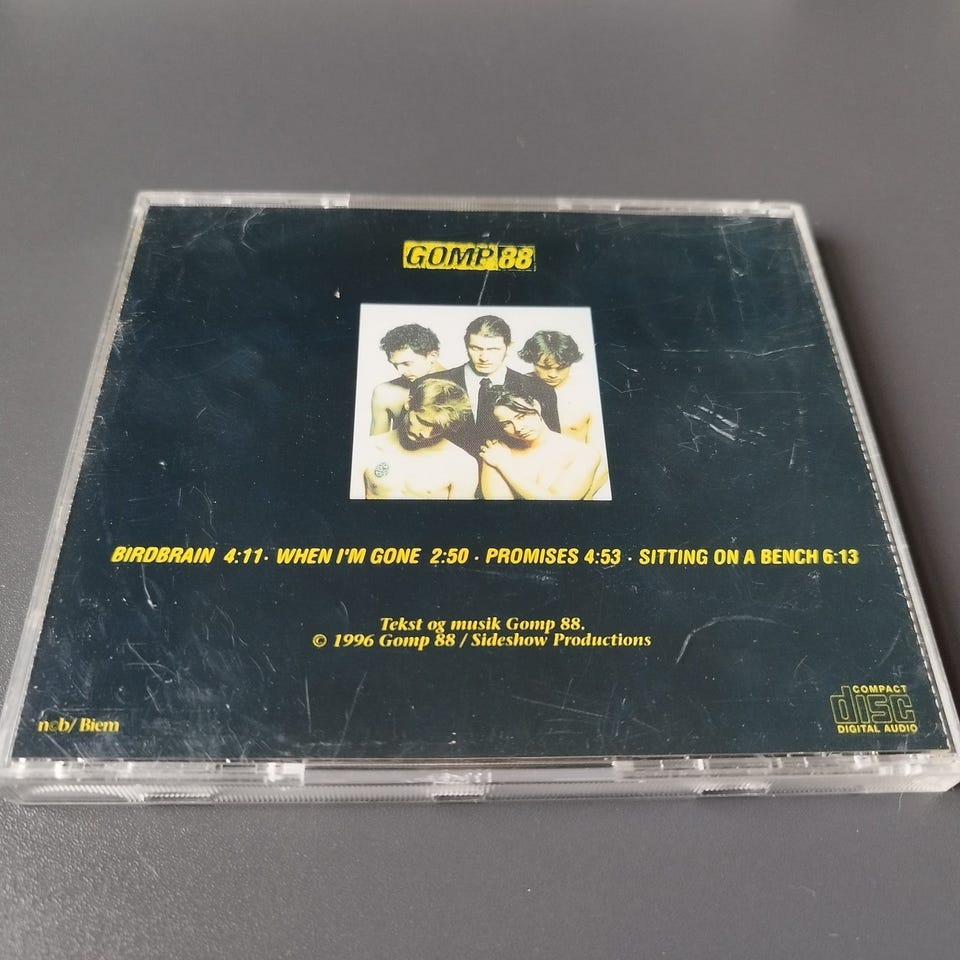 GOMP 88
BIRDBRAIN 4:11 · WHEN I'M GONE 2:50 · PROMISES 4:53 · SITTING ON A BENCH 6:13
Tekst og musik Gomp 88.
© 1996 Gomp 88 / Sideshow Productions
n©b/ Biem
COMPACT
disc
DIGITAL AUDIO